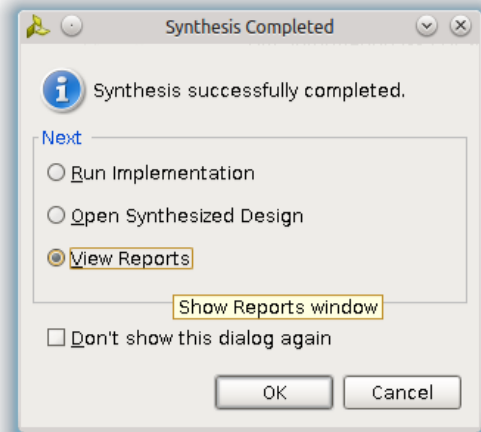 Synthesis Completed
Synthesis successfully completed.
Next
Run Implementation
Open Synthesized Design
View Reports
Show Reports window
Don't show this dialog again
OK
Cancel